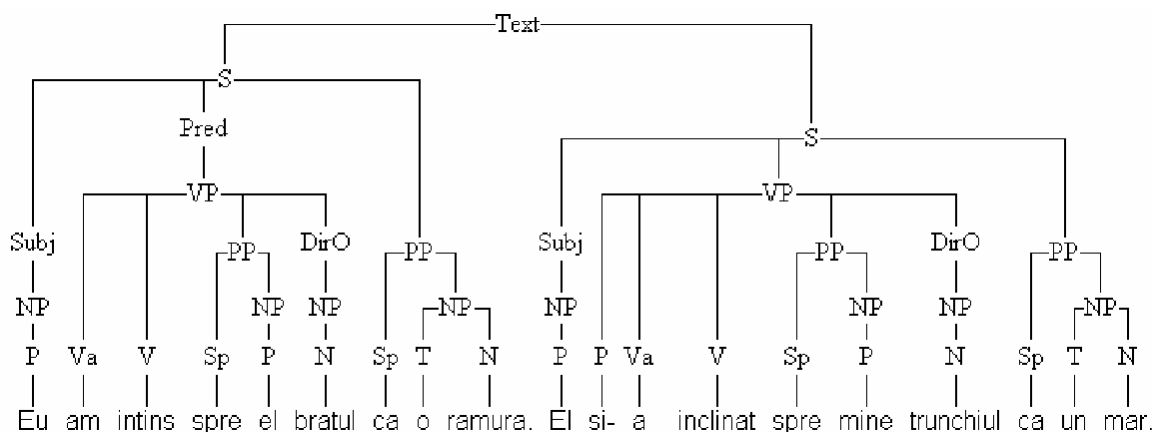 Text
S
Pred S
VP VP
Subj PP DirO PP Subj PP DirO PP
NP NP NP NP NP NP NP NP
P Va V Sp P N Sp T N P P Va V Sp P N Sp T N
Eu am intins spre el bratul ca o ramura. El si- a inclinat spre mine trunchiul ca un mar.